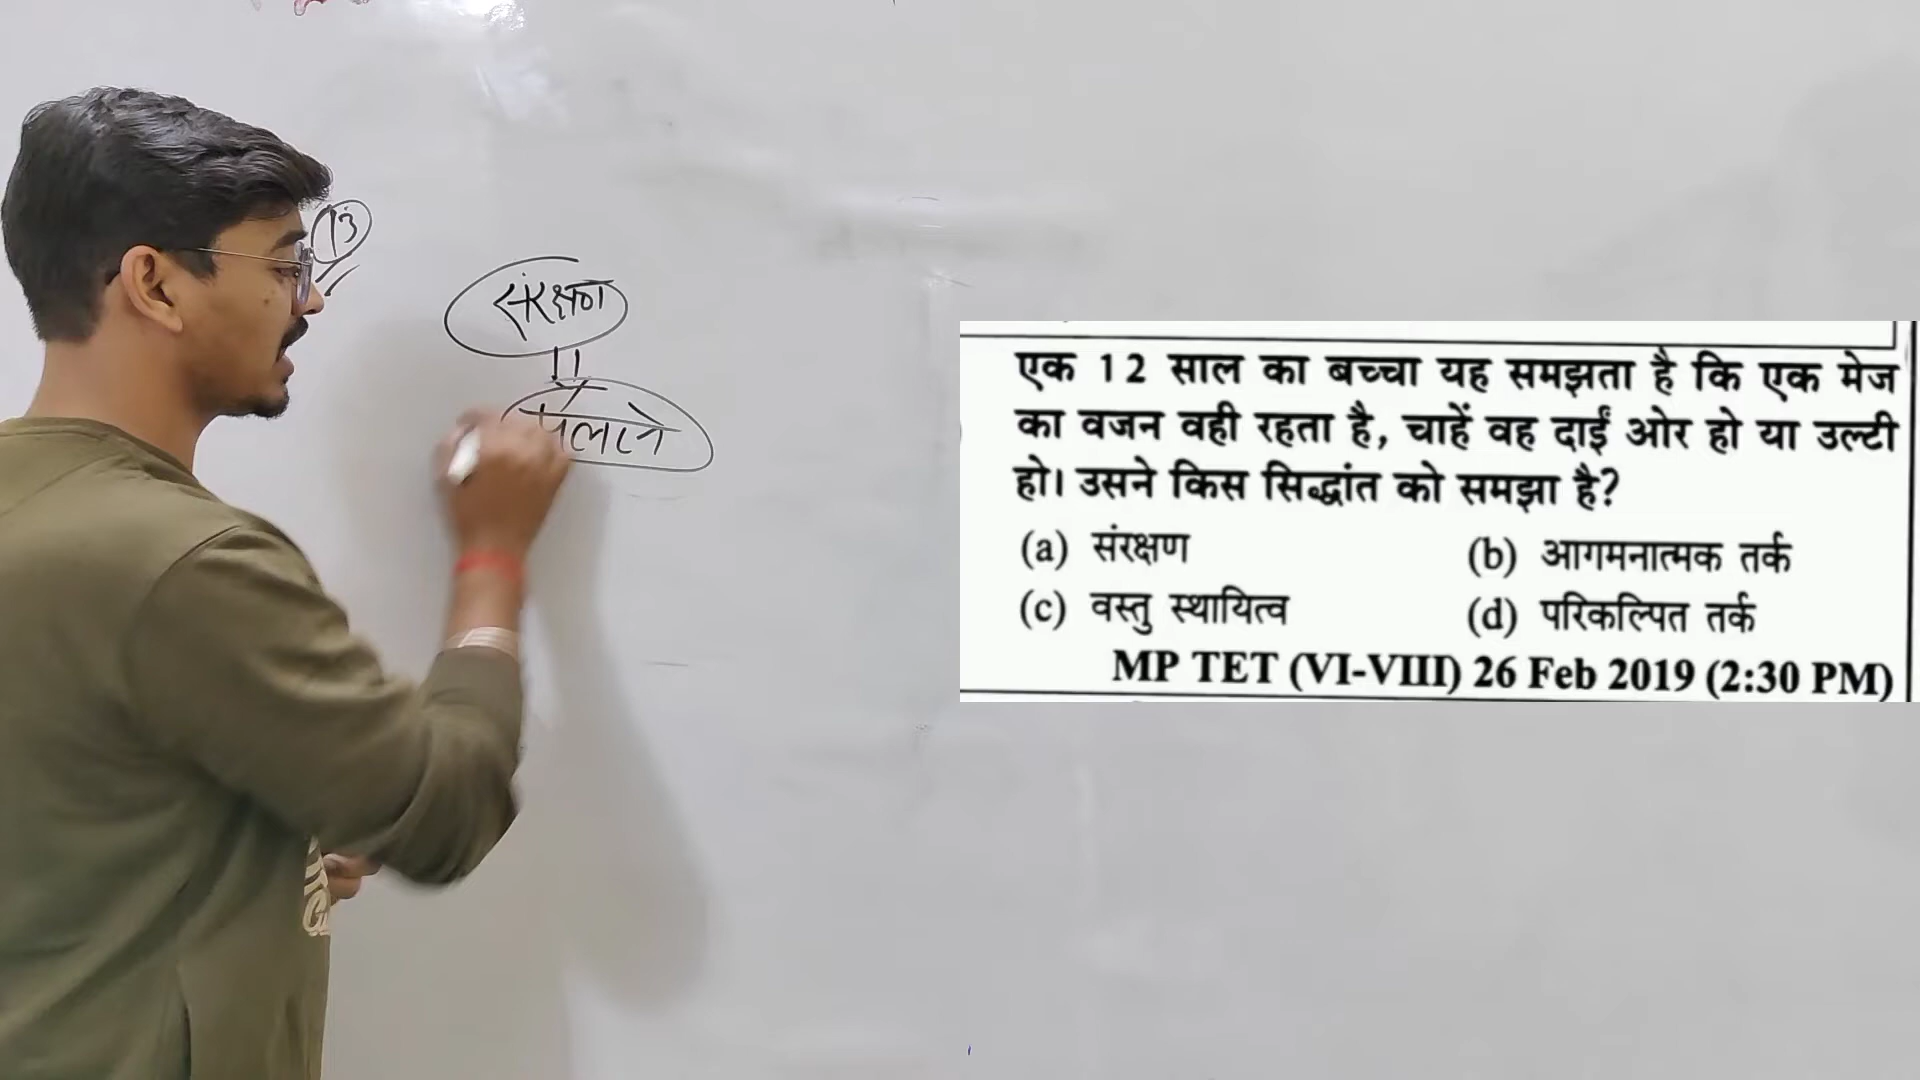 13
संरक्षण
पलटने
एक 12 साल का बच्चा यह समझता है कि एक मेज
का वजन वही रहता है, चाहें वह दाईं ओर हो या उल्टी
हो। उसने किस सिद्धांत को समझा है?
(a) संरक्षण (b) आगमनात्मक तर्क
(c) वस्तु स्थायित्व (d) परिकल्पित तर्क
MP TET (VI-VIII) 26 Feb 2019 (2:30 PM)